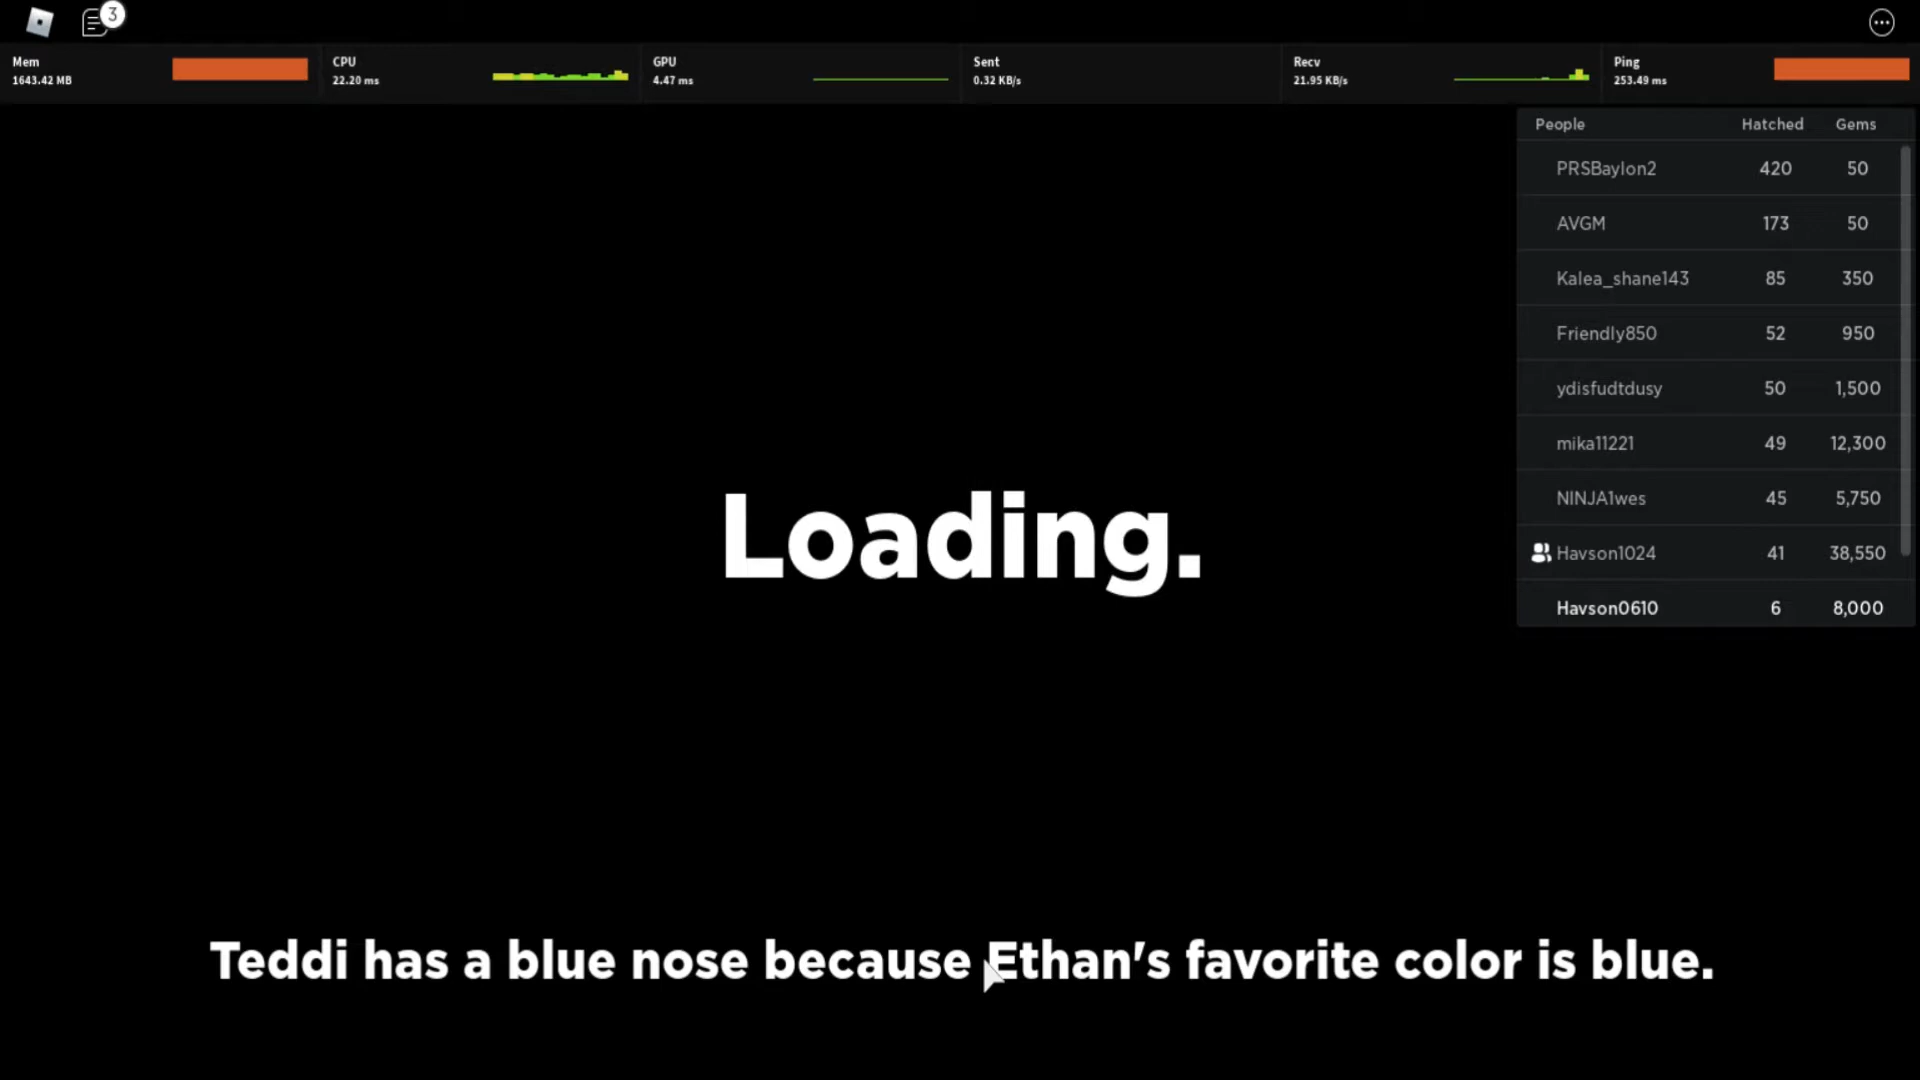 3
Mem
1643.42 MB
CPU
22.20 ms
GPU
4.47 ms
Sent
0.32 KB/s
Recv
21.95 KB/s
Ping
253.49 ms
People Hatched Gems
PRSBaylon2 420 50
AVGM 173 50
Kalea_shane143 85 350
Friendly850 52 950
ydisfudtdusy 50 1,500
mika11221 49 12,300
NINJA1wes 45 5,750
Havson1024 41 38,550
Havson0610 6 8,000
Loading.
Teddi has a blue nose because Ethan's favorite color is blue.